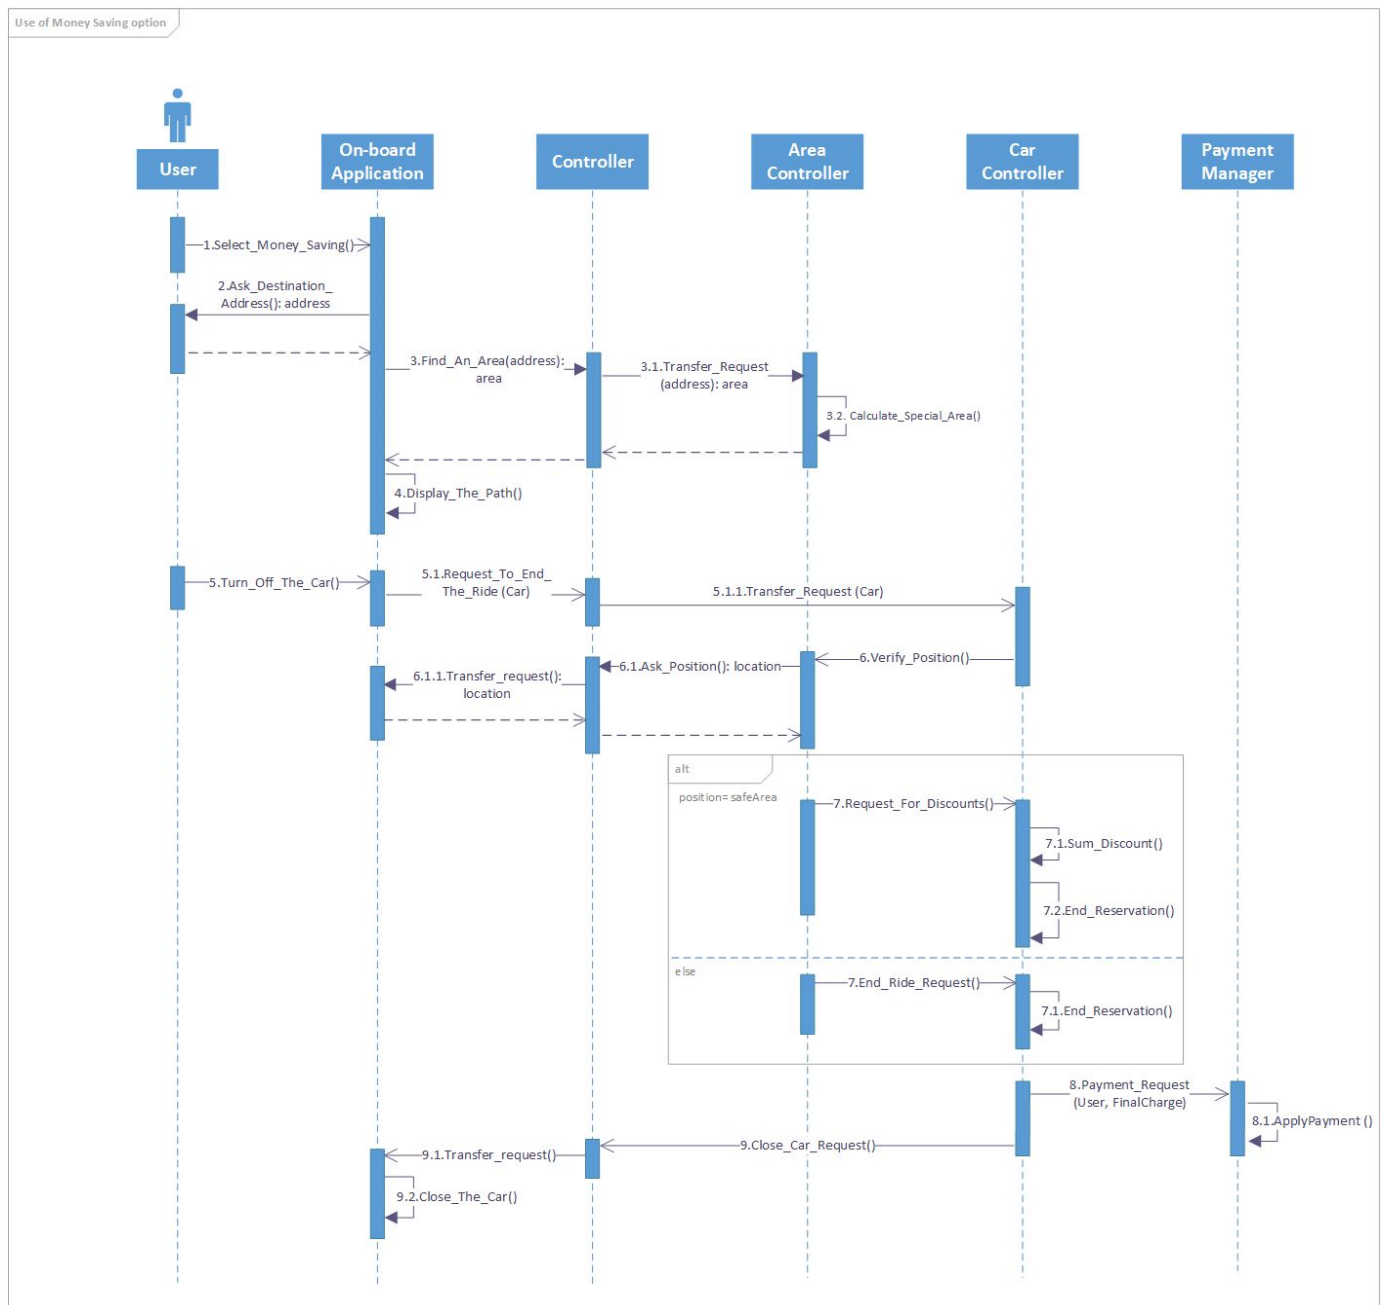 Use of Money Saving option
User
On-board
Application
Controller
Area
Controller
Car
Controller
Payment
Manager
1.Select_Money_Saving()
2.Ask_Destination_
Address(): address
3.Find_An_Area(address):
area
3.1.Transfer_Request
(address): area
3.2. Calculate_Special_Area()
4.Display_The_Path()
5.Turn_Off_The_Car()
5.1.Request_To_End_
The_Ride (Car)
5.1.1.Transfer_Request (Car)
6.Verify_Position()
6.1.Ask_Position(): location
6.1.1.Transfer_request():
location
alt
position= safeArea
7.Request_For_Discounts()
7.1.Sum_Discount()
7.2.End_Reservation()
else
7.End_Ride_Request()
7.1.End_Reservation()
8.Payment_Request
(User, FinalCharge)
8.1.ApplyPayment ()
9.Close_Car_Request()
9.1.Transfer_request()
9.2.Close_The_Car()